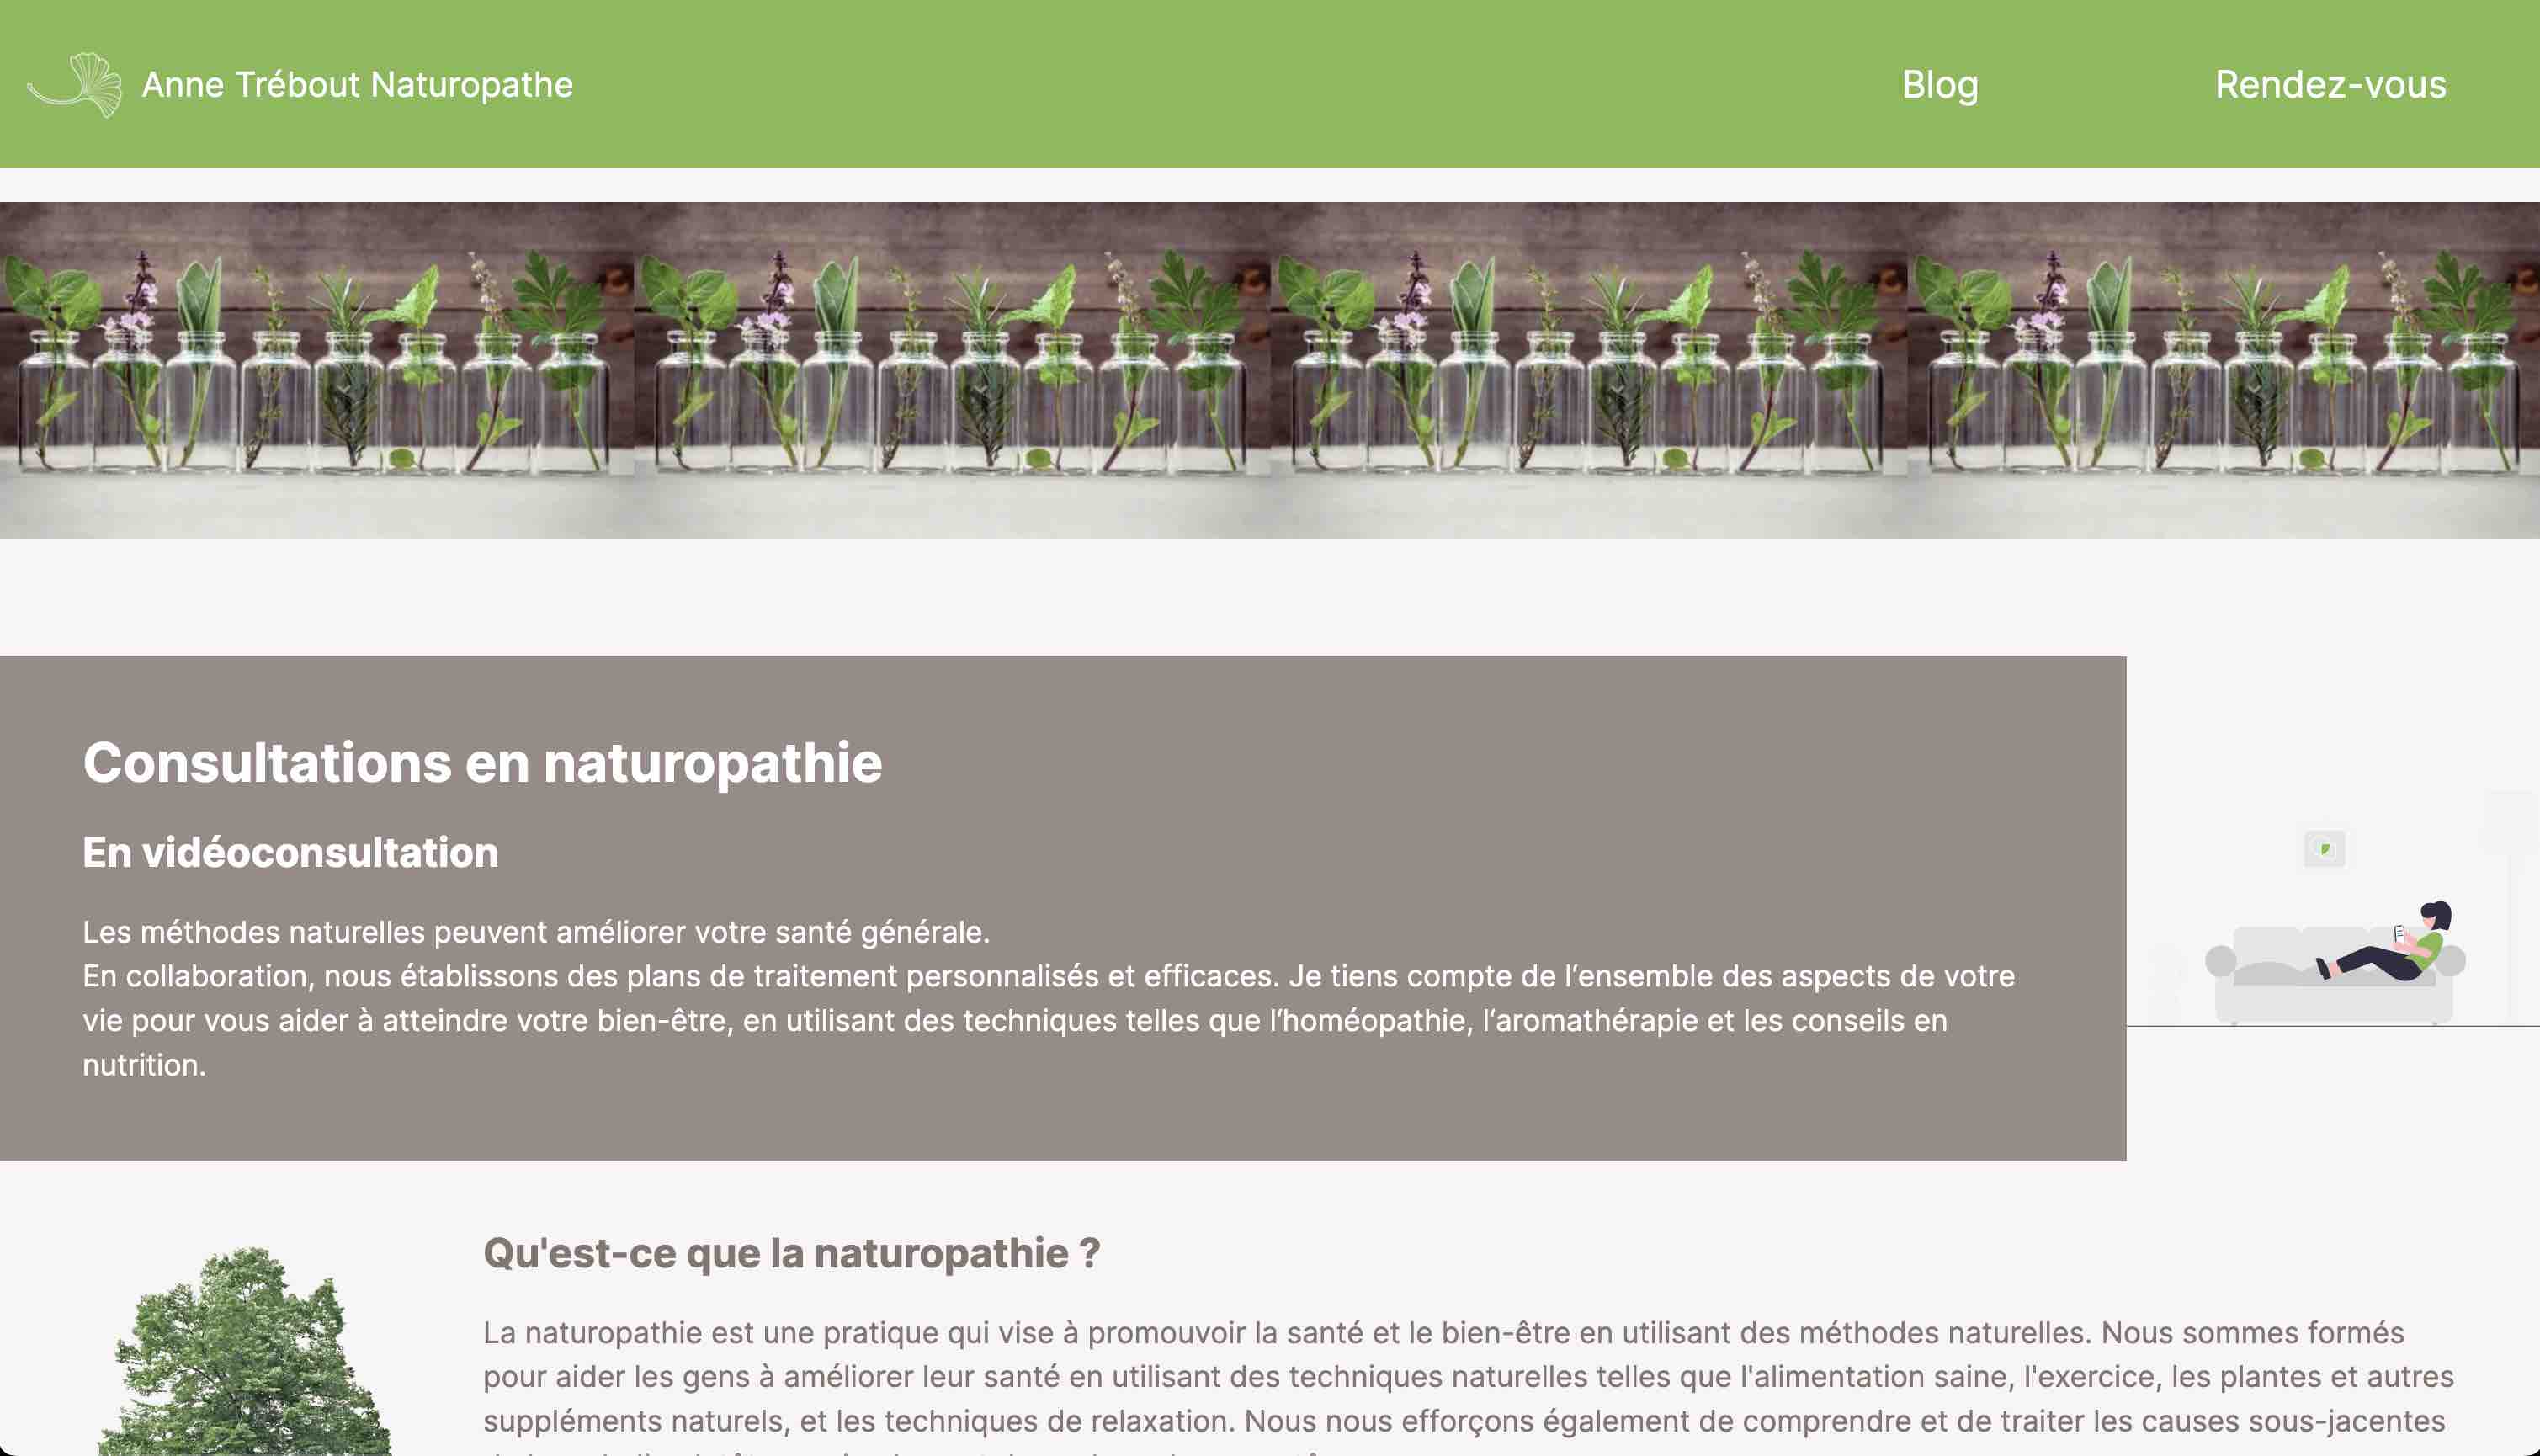 Anne Trébout Naturopathe
Blog
Rendez-vous
Consultations en naturopathie
En vidéoconsultation
Les méthodes naturelles peuvent améliorer votre santé générale.
En collaboration, nous établissons des plans de traitement personnalisés et efficaces. Je tiens compte de l’ensemble des aspects de votre
vie pour vous aider à atteindre votre bien-être, en utilisant des techniques telles que l’homéopathie, l’aromathérapie et les conseils en
nutrition.
Qu'est-ce que la naturopathie ?
La naturopathie est une pratique qui vise à promouvoir la santé et le bien-être en utilisant des méthodes naturelles. Nous sommes formés
pour aider les gens à améliorer leur santé en utilisant des techniques naturelles telles que l'alimentation saine, l'exercice, les plantes et autres
suppléments naturels, et les techniques de relaxation. Nous nous efforçons également de comprendre et de traiter les causes sous-jacentes